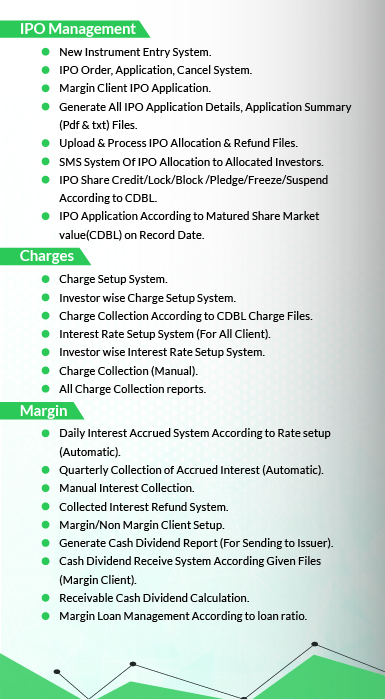 IPO Management
New Instrument Entry System.
IPO Order, Application, Cancel System.
Margin Client IPO Application.
Generate All IPO Application Details, Application Summary
(Pdf & txt) Files.
Upload & Process IPO Allocation & Refund Files.
SMS System Of IPO Allocation to Allocated Investors.
IPO Share Credit/Lock/Block /Pledge/Freeze/Suspend
According to CDBL.
IPO Application According to Matured Share Market
value(CDBL) on Record Date.
Charges
Charge Setup System.
Investor wise Charge Setup System.
Charge Collection According to CDBL Charge Files.
Interest Rate Setup System (For All Client).
Investor wise Interest Rate Setup System.
Charge Collection (Manual).
All Charge Collection reports.
Margin
Daily Interest Accrued System According to Rate setup
(Automatic).
Quarterly Collection of Accrued Interest (Automatic).
Manual Interest Collection.
Collected Interest Refund System.
Margin/Non Margin Client Setup.
Generate Cash Dividend Report (For Sending to Issuer).
Cash Dividend Receive System According Given Files
(Margin Client).
Receivable Cash Dividend Calculation.
Margin Loan Management According to loan ratio.